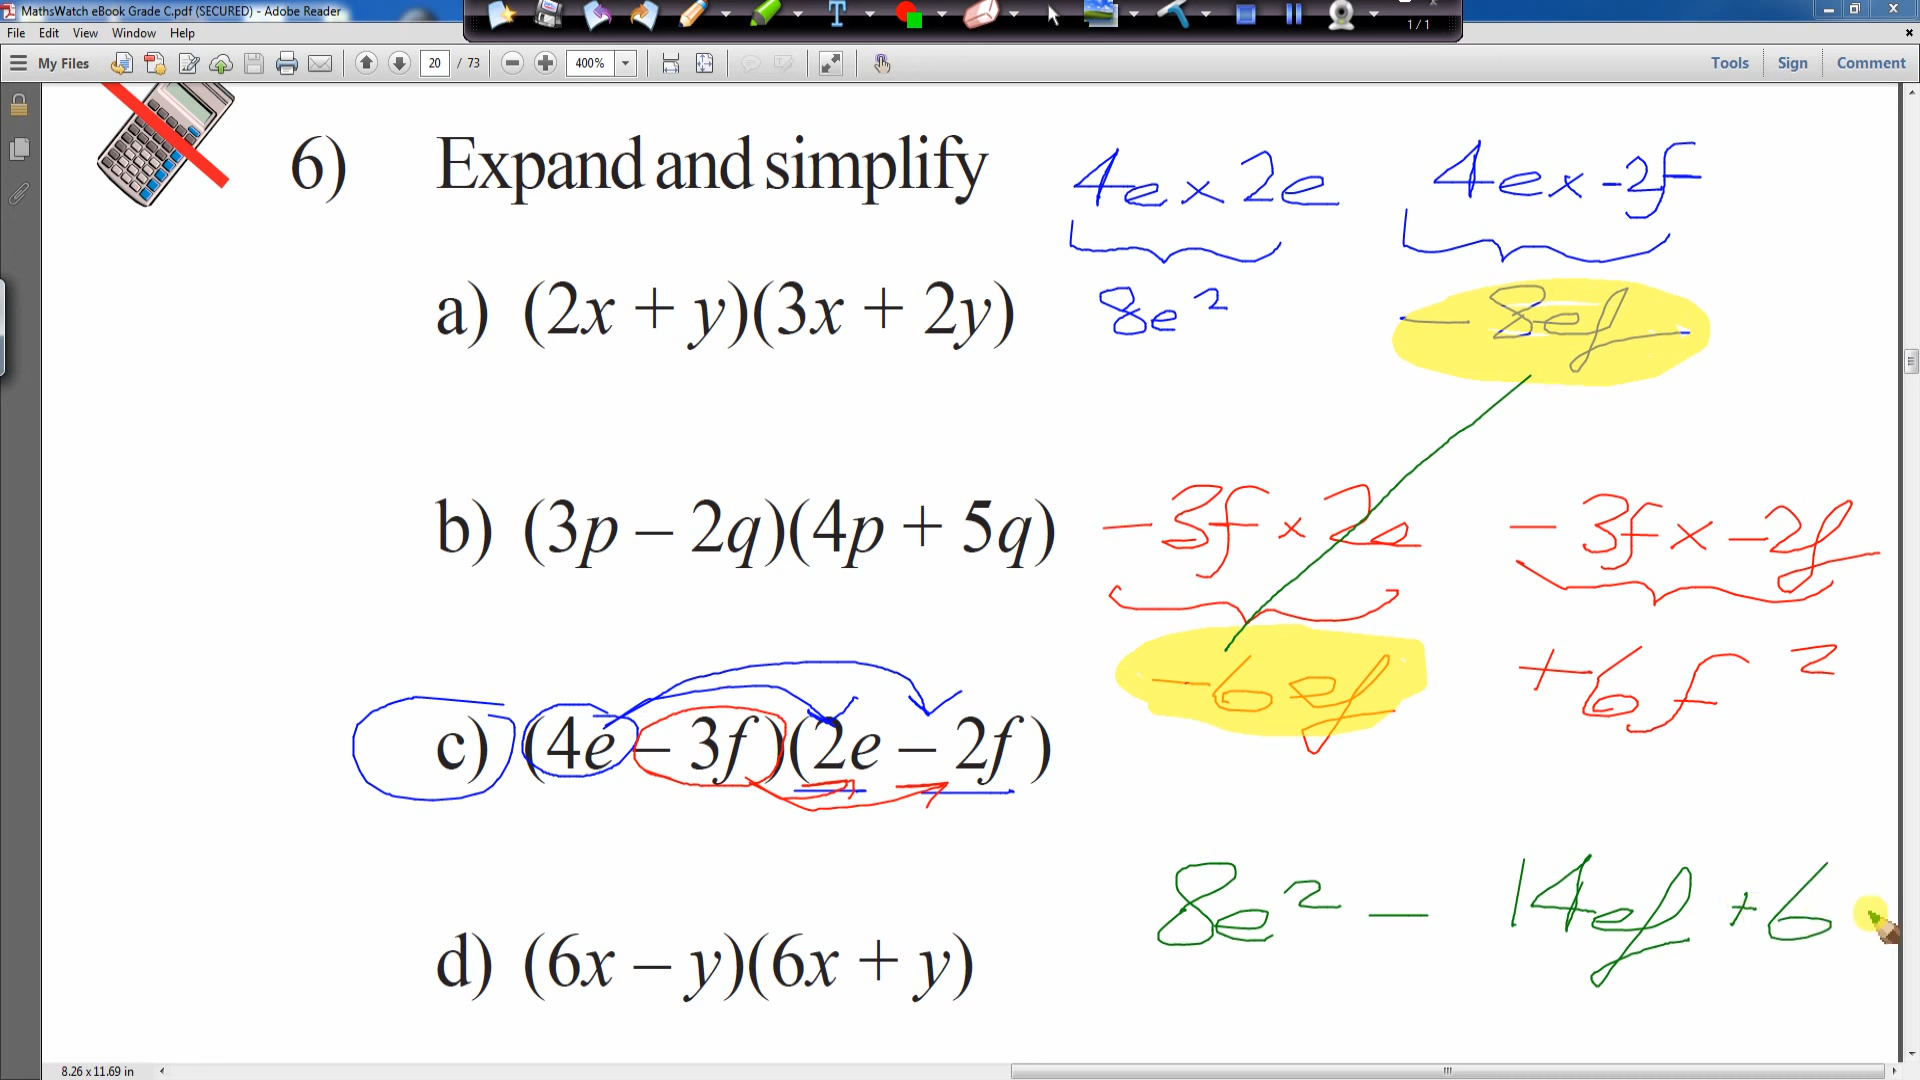 MathsWatch eBook Grade C.pdf (SECURED) - Adobe Reader
File Edit View Window Help
1 / 1
My Files 20 / 73 400% Tools Sign Comment
6) Expand and simplify
4e x 2e 4e x -2f
8e² - 8ef
a) (2x + y)(3x + 2y)
b) (3p – 2q)(4p + 5q)
- 3f x 2e - 3f x - 2f
- 6ef + 6f²
c) (4e – 3f)(2e – 2f)
8e² - 14ef + 6
d) (6x – y)(6x + y)
8.26 x 11.69 in